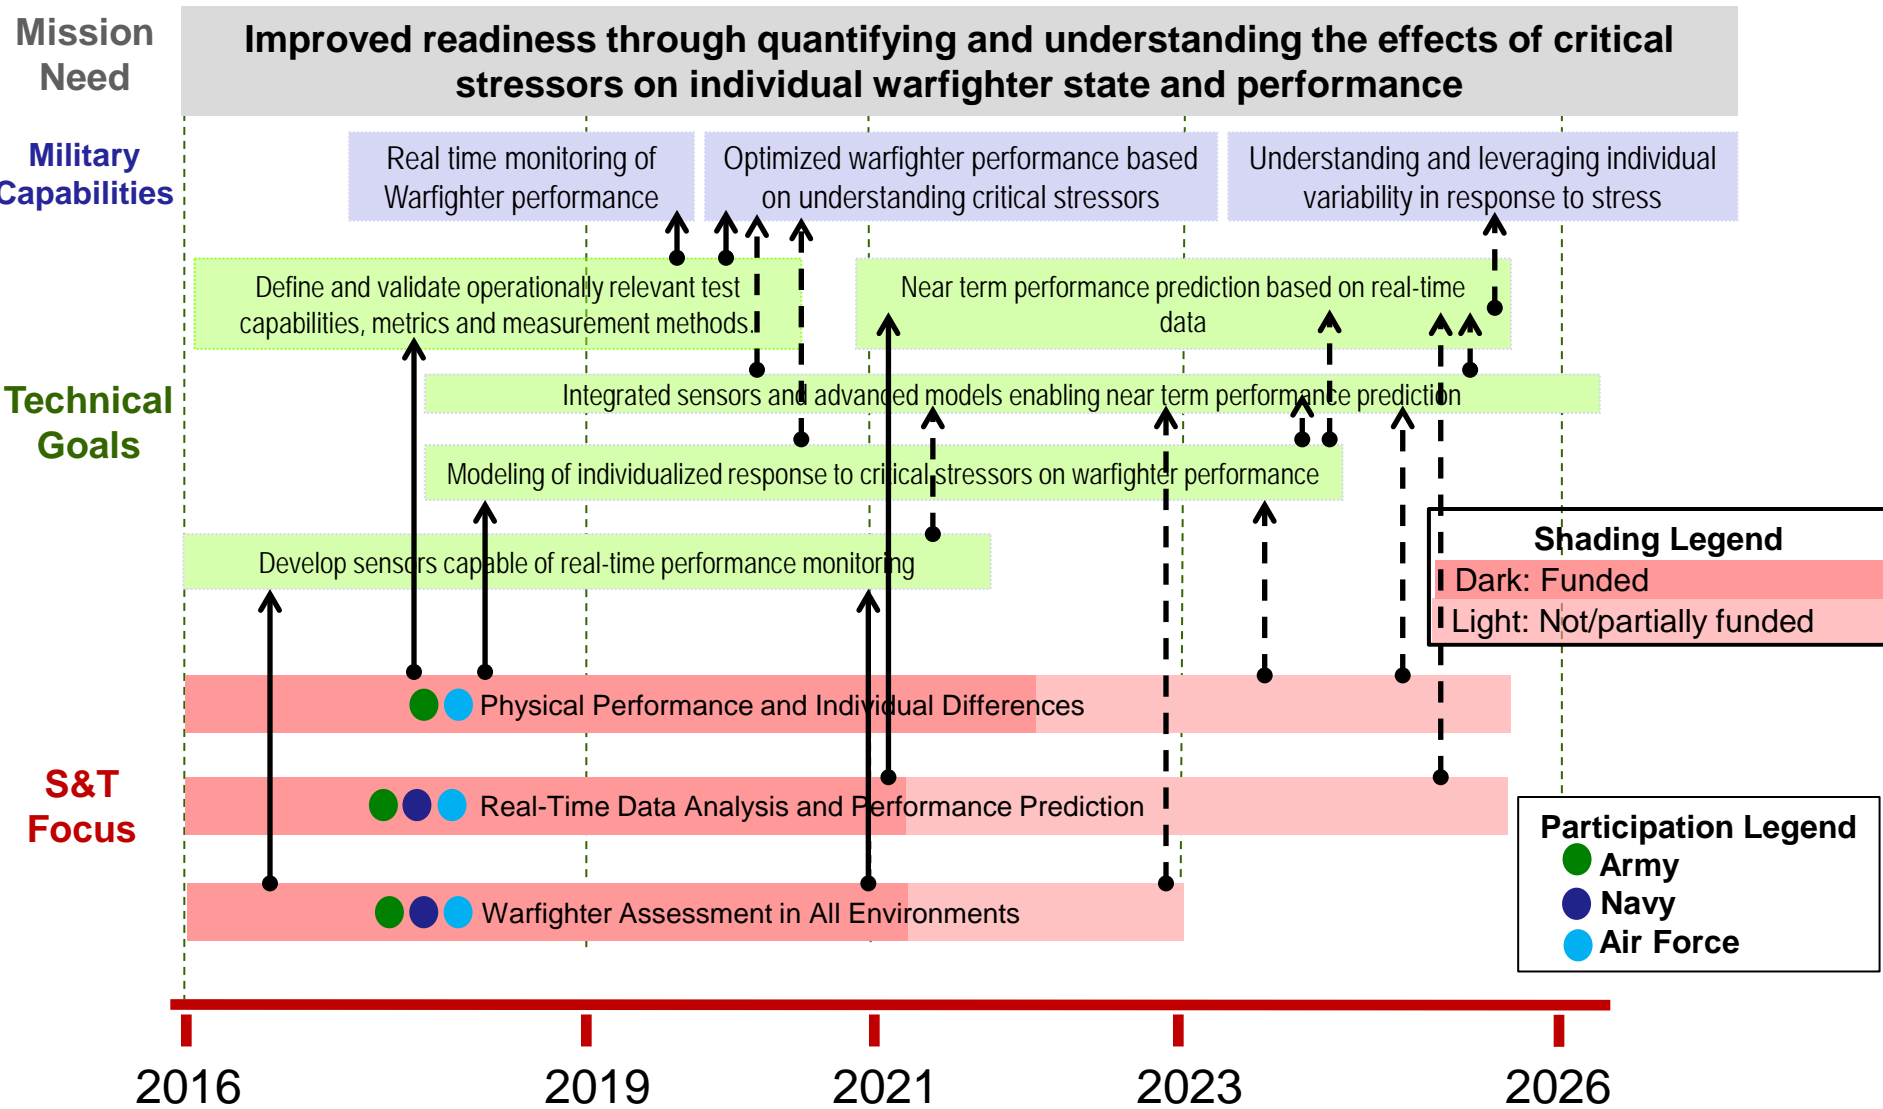 Mission
Need
Improved readiness through quantifying and understanding the effects of critical
stressors on individual warfighter state and performance
Military
Capabilities
Real time monitoring of
Warfighter performance
Optimized warfighter performance based
on understanding critical stressors
Understanding and leveraging individual
variability in response to stress
Technical
Goals
Define and validate operationally relevant test
capabilities, metrics and measurement methods.
Near term performance prediction based on real-time
data
Integrated sensors and advanced models enabling near term performance prediction
Modeling of individualized response to critical stressors on warfighter performance
Develop sensors capable of real-time performance monitoring
Shading Legend
Dark: Funded
Light: Not/partially funded
S&T
Focus
Physical Performance and Individual Differences
Real-Time Data Analysis and Performance Prediction
Warfighter Assessment in All Environments
Participation Legend
Army
Navy
Air Force
2016
2019
2021
2023
2026